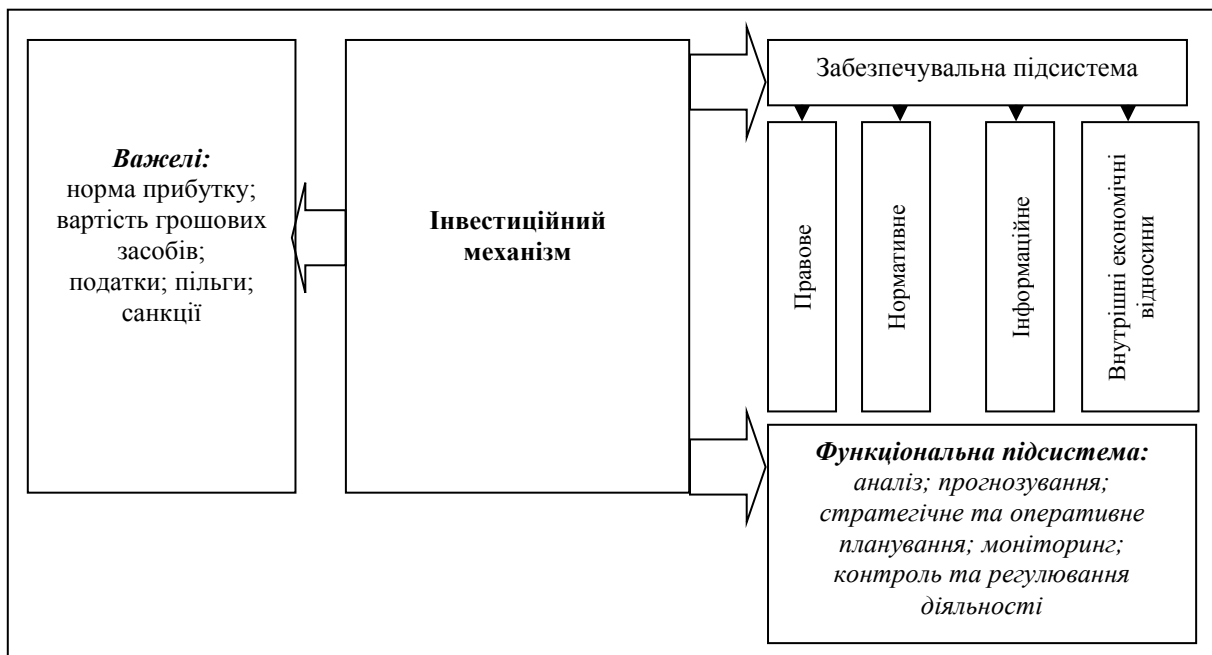 Важелі:
норма прибутку;
вартість грошових
засобів;
податки; пільги;
санкції
Інвестиційний
механізм
Забезпечувальна підсистема
Правове
Нормативне
Інформаційне
Внутрішні економічні
відносини
Функціональна підсистема:
аналіз; прогнозування;
стратегічне та оперативне
планування; моніторинг;
контроль та регулювання
діяльності